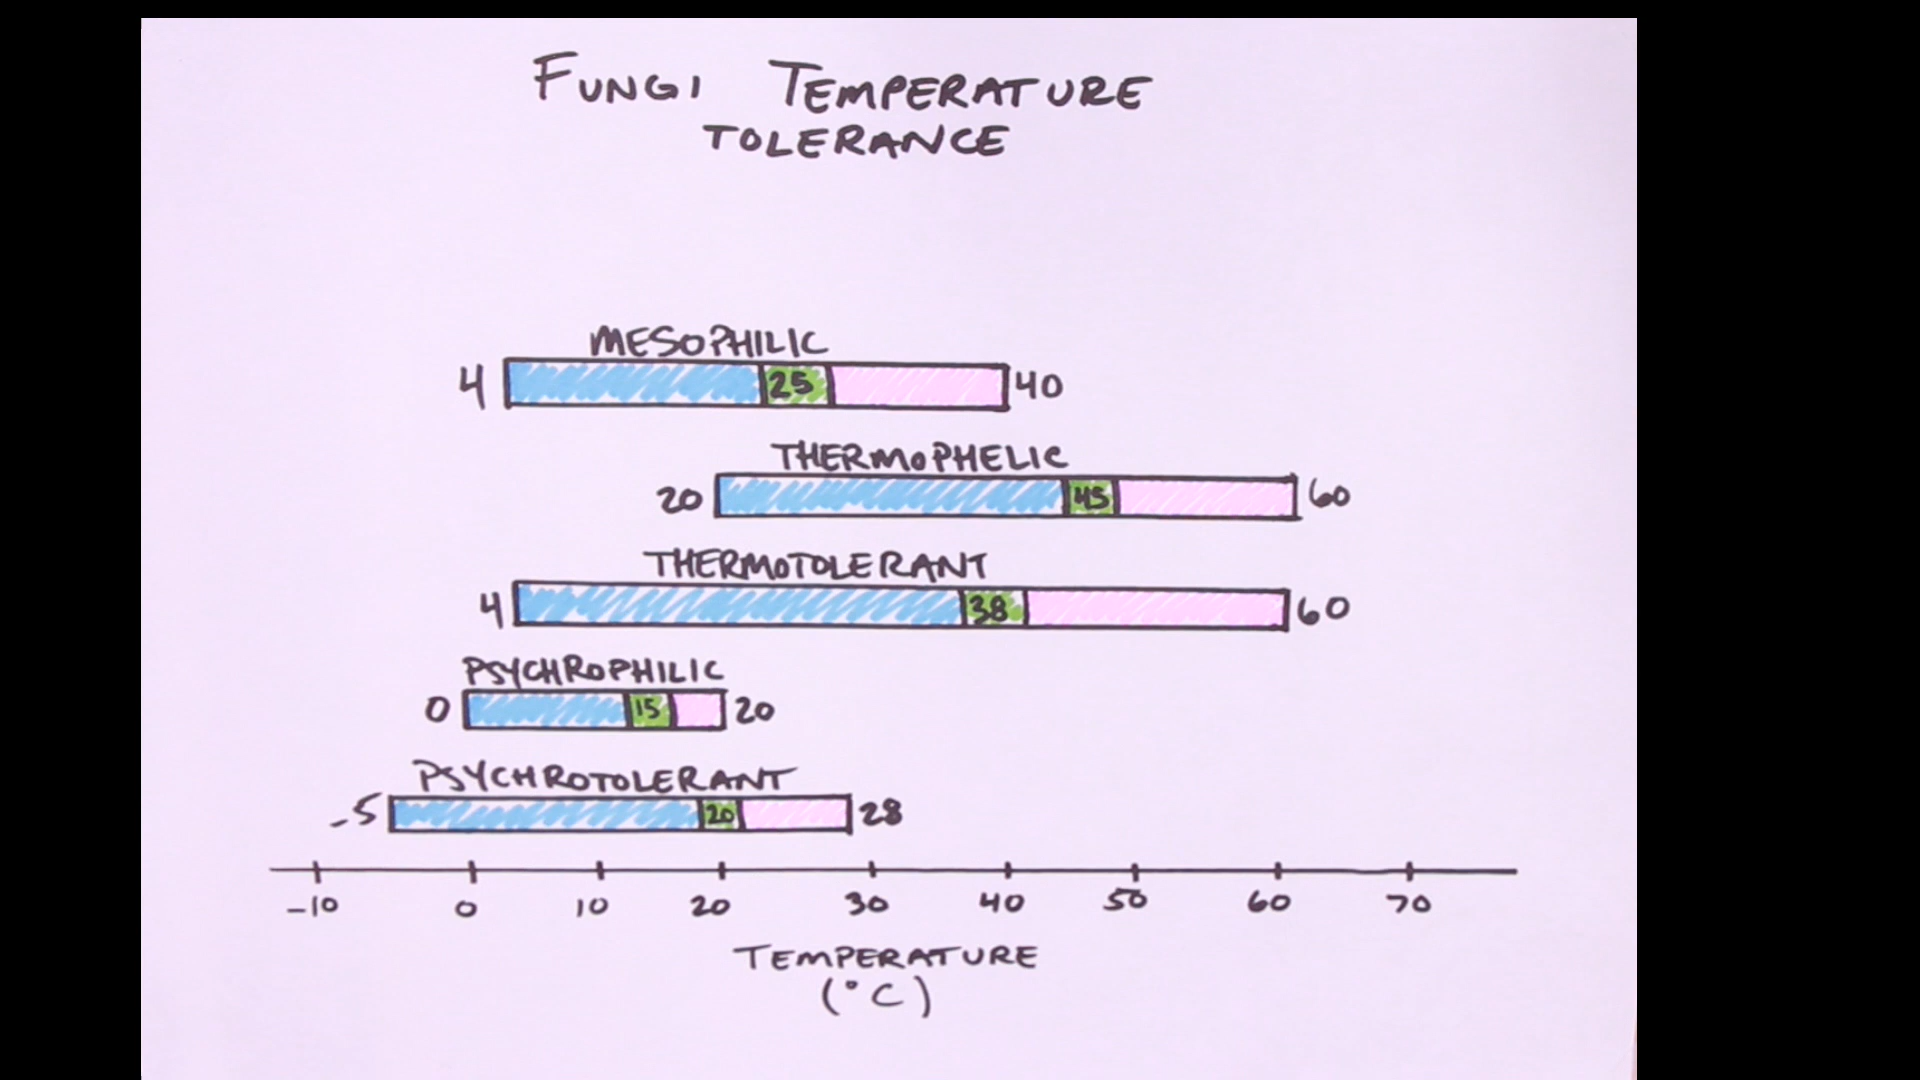 FUNGI TEMPERATURE
TOLERANCE
MESOPHILIC
4 25 40
THERMOPHELIC
20 45 60
THERMOTOLERANT
4 38 60
PSYCHROPHILIC
0 15 20
PSYCHROTOLERANT
-5 20 28
-10 0 10 20 30 40 50 60 70
TEMPERATURE
(°C)